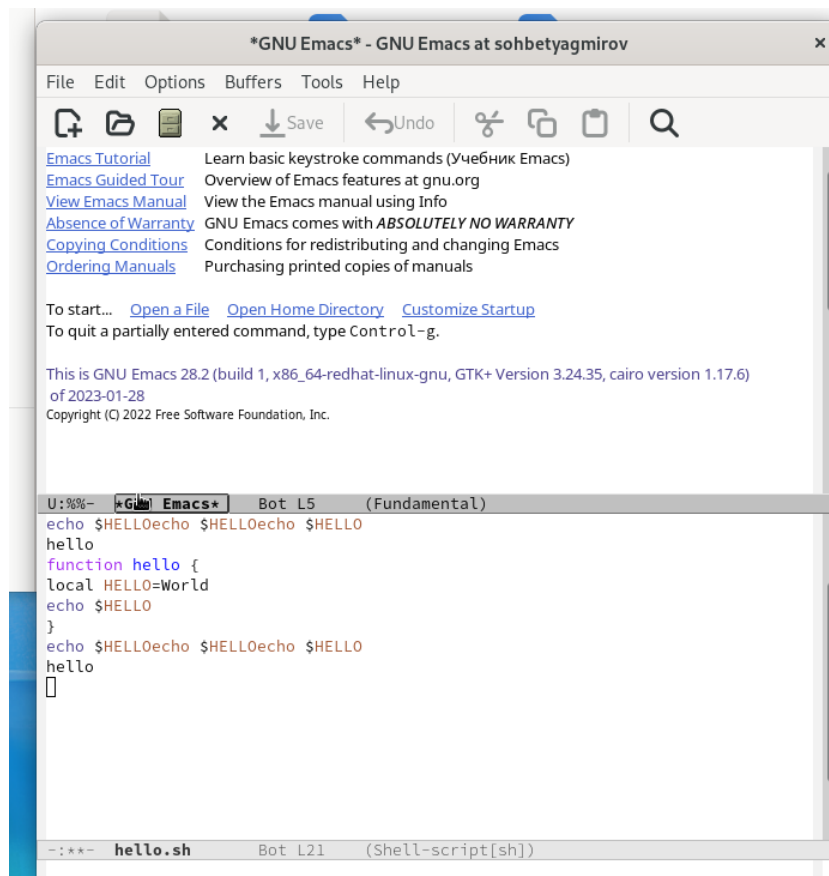 *GNU Emacs* - GNU Emacs at sohbetyagmirov
File Edit Options Buffers Tools Help
Save Undo
Emacs Tutorial Learn basic keystroke commands (Учебник Emacs)
Emacs Guided Tour Overview of Emacs features at gnu.org
View Emacs Manual View the Emacs manual using Info
Absence of Warranty GNU Emacs comes with ABSOLUTELY NO WARRANTY
Copying Conditions Conditions for redistributing and changing Emacs
Ordering Manuals Purchasing printed copies of manuals
To start... Open a File Open Home Directory Customize Startup
To quit a partially entered command, type Control-g.
This is GNU Emacs 28.2 (build 1, x86_64-redhat-linux-gnu, GTK+ Version 3.24.35, cairo version 1.17.6)
of 2023-01-28
Copyright (C) 2022 Free Software Foundation, Inc.
U:%%- Emacs* Bot L5 (Fundamental)
echo $HELLOecho $HELLOecho $HELLO
hello
function hello {
local HELLO=World
echo $HELLO
}
echo $HELLOecho $HELLOecho $HELLO
hello
-:**- hello.sh Bot L21 (Shell-script[sh])